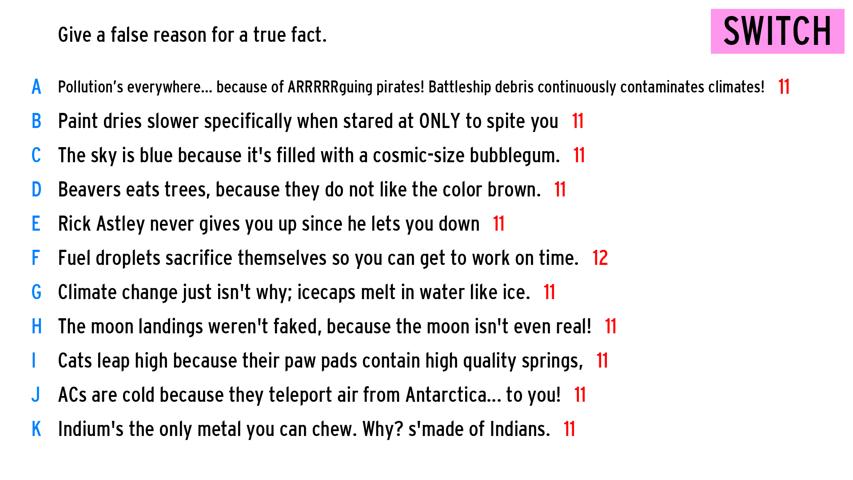 Give a false reason for a true fact.
SWITCH
A Pollution's everywhere... because of ARRRRRguing pirates! Battleship debris continuously contaminates climates! 11
B Paint dries slower specifically when stared at ONLY to spite you 11
C The sky is blue because it's filled with a cosmic-size bubblegum. 11
D Beavers eats trees, because they do not like the color brown. 11
E Rick Astley never gives you up since he lets you down 11
F Fuel droplets sacrifice themselves so you can get to work on time. 12
G Climate change just isn't why; icecaps melt in water like ice. 11
H The moon landings weren't faked, because the moon isn't even real! 11
I Cats leap high because their paw pads contain high quality springs, 11
J ACs are cold because they teleport air from Antarctica... to you! 11
K Indium's the only metal you can chew. Why? s'made of Indians. 11